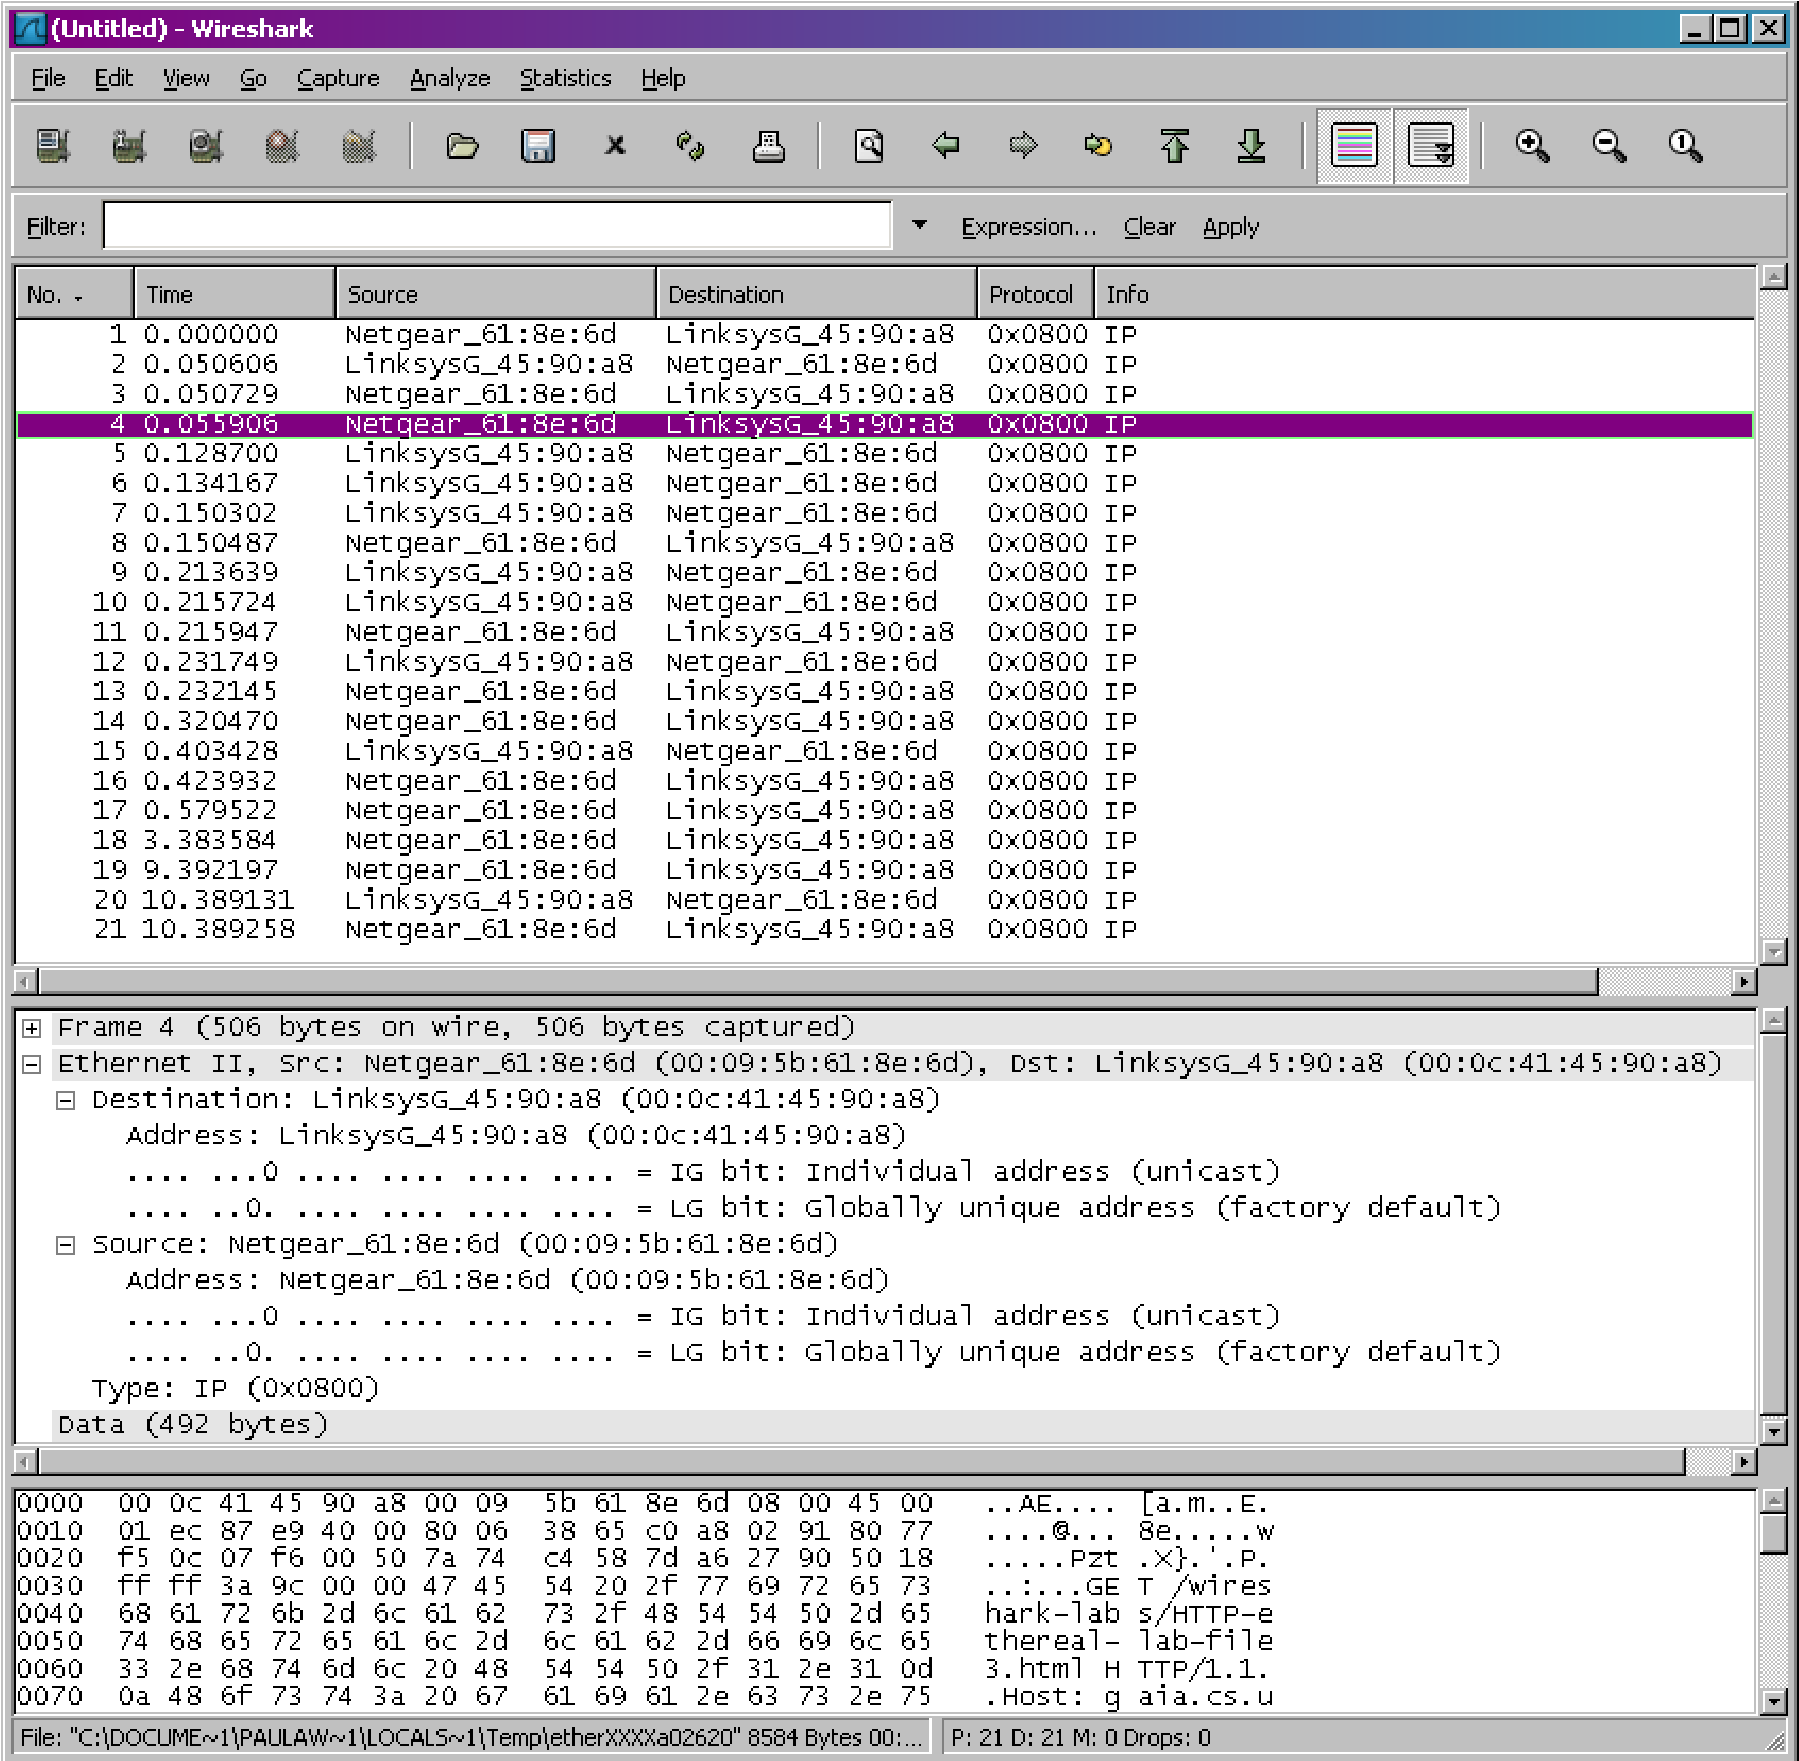 (Untitled) - Wireshark
File Edit View Go Capture Analyze Statistics Help
Filter: Expression... Clear Apply
No. Time Source Destination Protocol Info
1 0.000000 Netgear_61:8e:6d LinksysG_45:90:a8 0x0800 IP
2 0.050606 LinksysG_45:90:a8 Netgear_61:8e:6d 0x0800 IP
3 0.050729 Netgear_61:8e:6d LinksysG_45:90:a8 0x0800 IP
4 0.055906 Netgear_61:8e:6d LinksysG_45:90:a8 0x0800 IP
5 0.128700 LinksysG_45:90:a8 Netgear_61:8e:6d 0x0800 IP
6 0.134167 LinksysG_45:90:a8 Netgear_61:8e:6d 0x0800 IP
7 0.150302 LinksysG_45:90:a8 Netgear_61:8e:6d 0x0800 IP
8 0.150487 Netgear_61:8e:6d LinksysG_45:90:a8 0x0800 IP
9 0.213639 LinksysG_45:90:a8 Netgear_61:8e:6d 0x0800 IP
10 0.215724 LinksysG_45:90:a8 Netgear_61:8e:6d 0x0800 IP
11 0.215947 Netgear_61:8e:6d LinksysG_45:90:a8 0x0800 IP
12 0.231749 LinksysG_45:90:a8 Netgear_61:8e:6d 0x0800 IP
13 0.232145 Netgear_61:8e:6d LinksysG_45:90:a8 0x0800 IP
14 0.320470 Netgear_61:8e:6d LinksysG_45:90:a8 0x0800 IP
15 0.403428 LinksysG_45:90:a8 Netgear_61:8e:6d 0x0800 IP
16 0.423932 Netgear_61:8e:6d LinksysG_45:90:a8 0x0800 IP
17 0.579522 Netgear_61:8e:6d LinksysG_45:90:a8 0x0800 IP
18 3.383584 Netgear_61:8e:6d LinksysG_45:90:a8 0x0800 IP
19 9.392197 Netgear_61:8e:6d LinksysG_45:90:a8 0x0800 IP
20 10.389131 LinksysG_45:90:a8 Netgear_61:8e:6d 0x0800 IP
21 10.389258 Netgear_61:8e:6d LinksysG_45:90:a8 0x0800 IP
Frame 4 (506 bytes on wire, 506 bytes captured)
Ethernet II, Src: Netgear_61:8e:6d (00:09:5b:61:8e:6d), Dst: LinksysG_45:90:a8 (00:0c:41:45:90:a8)
Destination: LinksysG_45:90:a8 (00:0c:41:45:90:a8)
Address: LinksysG_45:90:a8 (00:0c:41:45:90:a8)
.... ...0 .... .... .... .... = IG bit: Individual address (unicast)
.... ..0. .... .... .... .... = LG bit: Globally unique address (factory default)
Source: Netgear_61:8e:6d (00:09:5b:61:8e:6d)
Address: Netgear_61:8e:6d (00:09:5b:61:8e:6d)
.... ...0 .... .... .... .... = IG bit: Individual address (unicast)
.... ..0. .... .... .... .... = LG bit: Globally unique address (factory default)
Type: IP (0x0800)
Data (492 bytes)
0000 00 0c 41 45 90 a8 00 09 5b 61 8e 6d 08 00 45 00 ..AE.... [a.m..E.
0010 01 ec 87 e9 40 00 80 06 38 65 c0 a8 02 91 80 77 ....@... 8e.....w
0020 f5 0c 07 f6 00 50 7a 74 c4 58 7d a6 27 90 50 18 .....Pzt .X}.'.P.
0030 ff ff 3a 9c 00 00 47 45 54 20 2f 77 69 72 65 73 ..:...GE T /wires
0040 68 61 72 6b 2d 6c 61 62 73 2f 48 54 54 50 2d 65 hark-lab s/HTTP-e
0050 74 68 65 72 65 61 6c 2d 6c 61 62 2d 66 69 6c 65 thereal- lab-file
0060 33 2e 68 74 6d 6c 20 48 54 54 50 2f 31 2e 31 0d 3.html H TTP/1.1.
0070 0a 48 6f 73 74 3a 20 67 61 69 61 2e 63 73 2e 75 .Host: g aia.cs.u
File: "C:\DOCUME~1\PAULAW~1\LOCALS~1\Temp\etherXXXXa02620" 8584 Bytes 00:... P: 21 D: 21 M: 0 Drops: 0